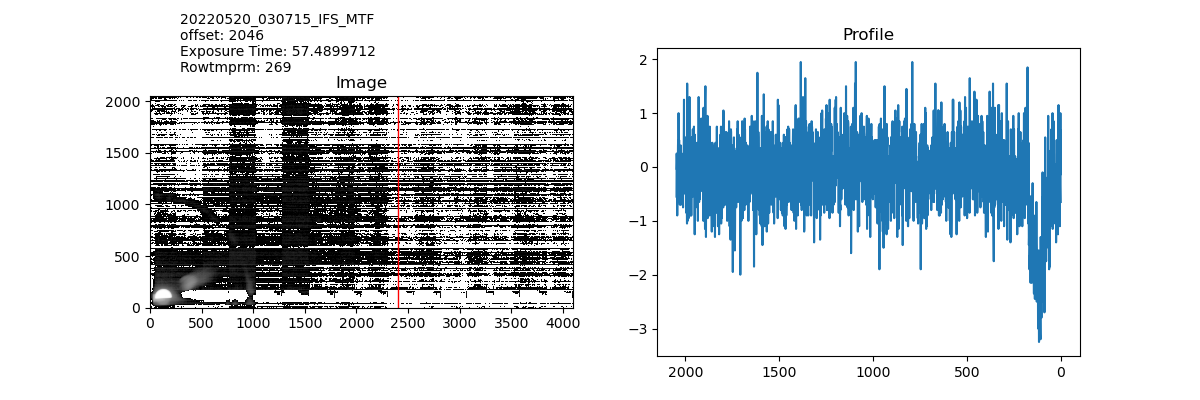 20220520_030715_IFS_MTF
offset: 2046
Exposure Time: 57.4899712
Rowtmprm: 269
Image
2000
1500
1000
500
0
0 500 1000 1500 2000 2500 3000 3500 4000
Profile
2
1
0
−1
−2
−3
2000 1500 1000 500 0